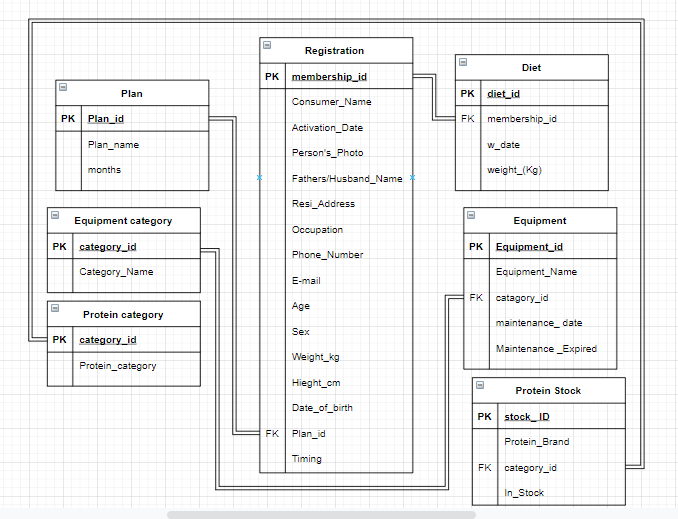 Registration
PK membership_id
Consumer_Name
Activation_Date
Person's_Photo
Fathers/Husband_Name
Resi_Address
Occupation
Phone_Number
E-mail
Age
Sex
Weight_kg
Hieght_cm
Date_of_birth
FK Plan_id
Timing
Plan
PK Plan_id
Plan_name
months
Equipment category
PK category_id
Category_Name
Protein category
PK category_id
Protein_category
Diet
PK diet_id
FK membership_id
w_date
weight_(Kg)
Equipment
PK Equipment_id
Equipment_Name
FK catagory_id
maintenance_ date
Maintenance _Expired
Protein Stock
PK stock_ ID
Protein_Brand
FK category_id
In_Stock